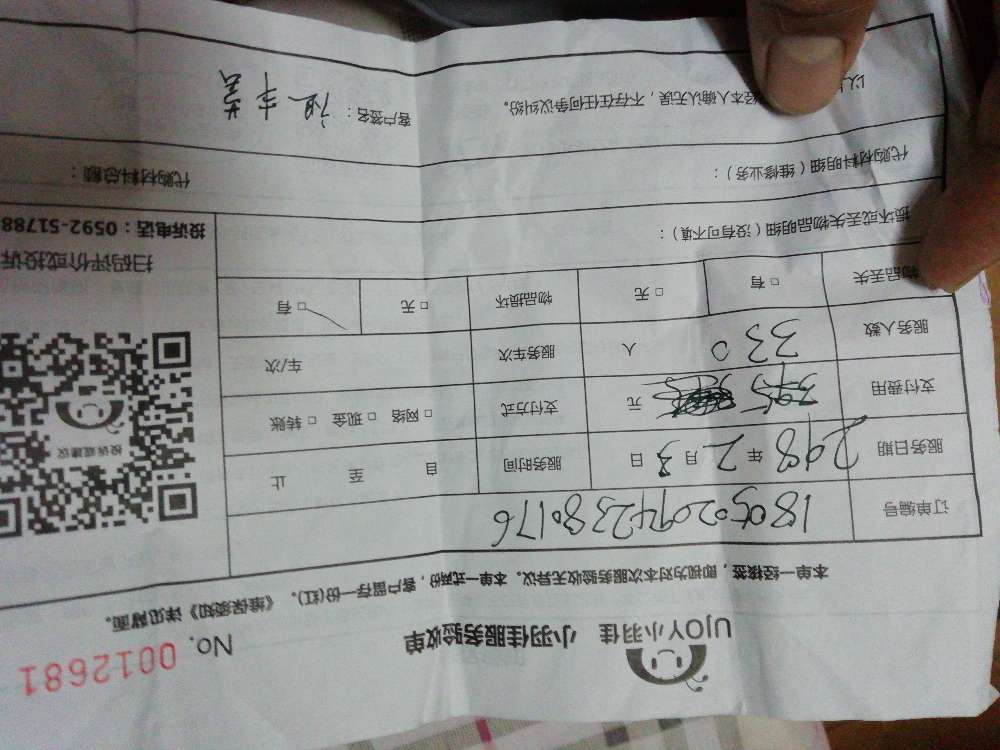 UJOY小羽佳 小羽佳服务验收单
No. 0012681
本单一经接签，即视为对本次服务验收无异议。本单一式两份，客户留存一份(红)。《维保须知》详见背面。
订单编号 1805020942380176
服务日期 年 2 月 3 日 服务时间 自 至 止
支付费用 元 支付方式 □ 网络 □ 现金 □ 转账
服务人数 330 人 服务车次 车/次
物品丢失 □ 有 □ 无 物品损坏 □ 无 □ 有
投诉或建议
扫码评价或投诉
投诉电话：0592-51788
损坏或丢失物品明细（没有可不填）：
代购材料明细（维修业务）： 代购材料总额：
经本人确认无误，不存在任何争议纠纷。 客户签名：